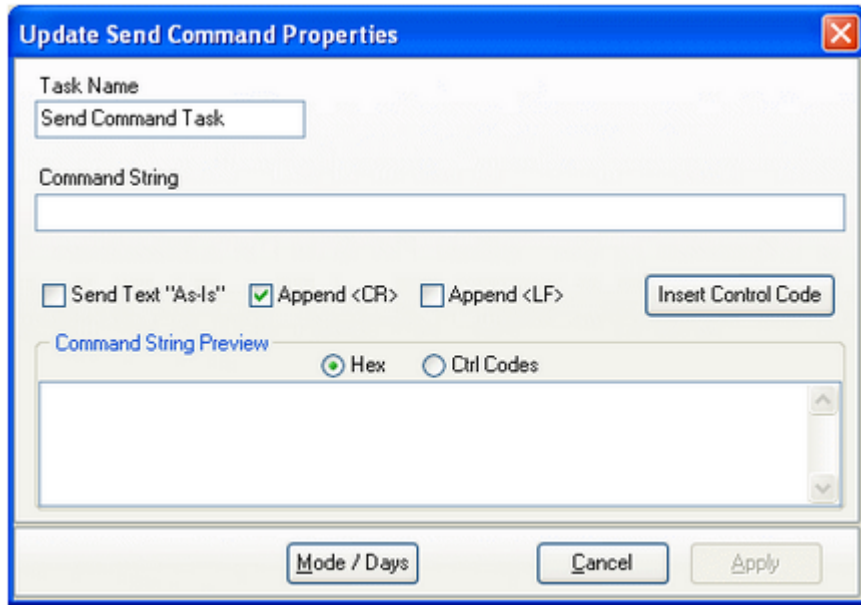 Update Send Command Properties
Task Name
Send Command Task
Command String
Send Text "As-Is" Append <CR> Append <LF> Insert Control Code
Command String Preview
Hex Ctrl Codes
Mode / Days Cancel Apply